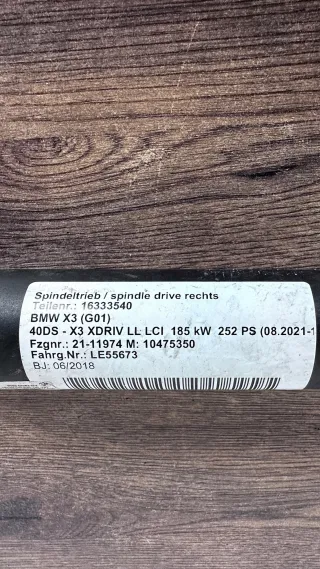 Spindeltrieb / spindle drive rechts
Teilenr.: 16333540
BMW X3 (G01)
40DS - X3 XDRIV LL LCI 185 kW 252 PS (08.2021-1
Fzgnr.: 21-11974 M: 10475350
Fahrg.Nr.: LE55673
BJ: 06/2018